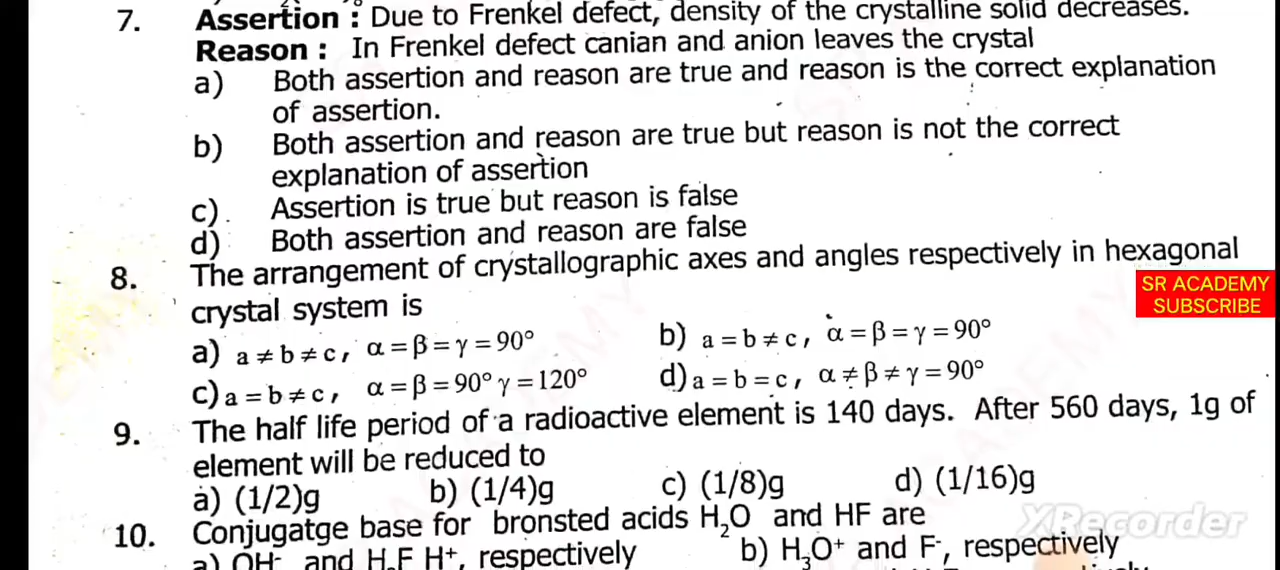 7. Assertion : Due to Frenkel defect, density of the crystalline solid decreases.
Reason : In Frenkel defect canian and anion leaves the crystal
a) Both assertion and reason are true and reason is the correct explanation
of assertion.
b) Both assertion and reason are true but reason is not the correct
explanation of assertion
c) Assertion is true but reason is false
d) Both assertion and reason are false
8. The arrangement of crystallographic axes and angles respectively in hexagonal
crystal system is
SR ACADEMY
SUBSCRIBE
a) a ≠ b ≠ c, α = β = γ = 90° b) a = b ≠ c, α = β = γ = 90°
c) a = b ≠ c, α = β = 90° γ = 120° d) a = b = c, α ≠ β ≠ γ = 90°
9. The half life period of a radioactive element is 140 days. After 560 days, 1g of
element will be reduced to
a) (1/2)g b) (1/4)g c) (1/8)g d) (1/16)g
10. Conjugatge base for bronsted acids H₂O and HF are
XRecorder
a) OH⁻ and H₂F H⁺, respectively b) H₃O⁺ and F⁻, respectively